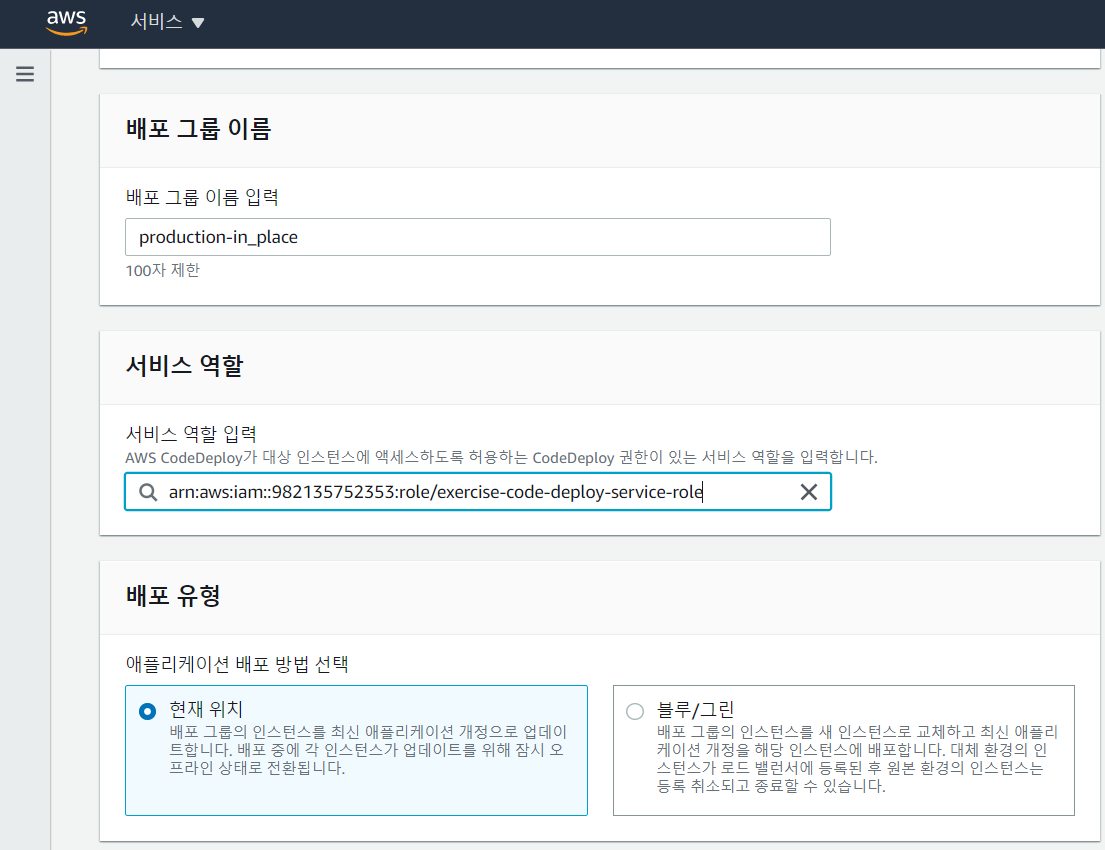 aws 서비스 ▼
배포 그룹 이름
배포 그룹 이름 입력
production-in_place
100자 제한
서비스 역할
서비스 역할 입력
AWS CodeDeploy가 대상 인스턴스에 액세스하도록 허용하는 CodeDeploy 권한이 있는 서비스 역할을 입력합니다.
arn:aws:iam::982135752353:role/exercise-code-deploy-service-role
배포 유형
애플리케이션 배포 방법 선택
현재 위치
배포 그룹의 인스턴스를 최신 애플리케이션 개정으로 업데이
트합니다. 배포 중에 각 인스턴스가 업데이트를 위해 잠시 오
프라인 상태로 전환됩니다.
블루/그린
배포 그룹의 인스턴스를 새 인스턴스로 교체하고 최신 애플리
케이션 개정을 해당 인스턴스에 배포합니다. 대체 환경의 인
스턴스가 로드 밸런서에 등록된 후 원본 환경의 인스턴스는
등록 취소되고 종료할 수 있습니다.